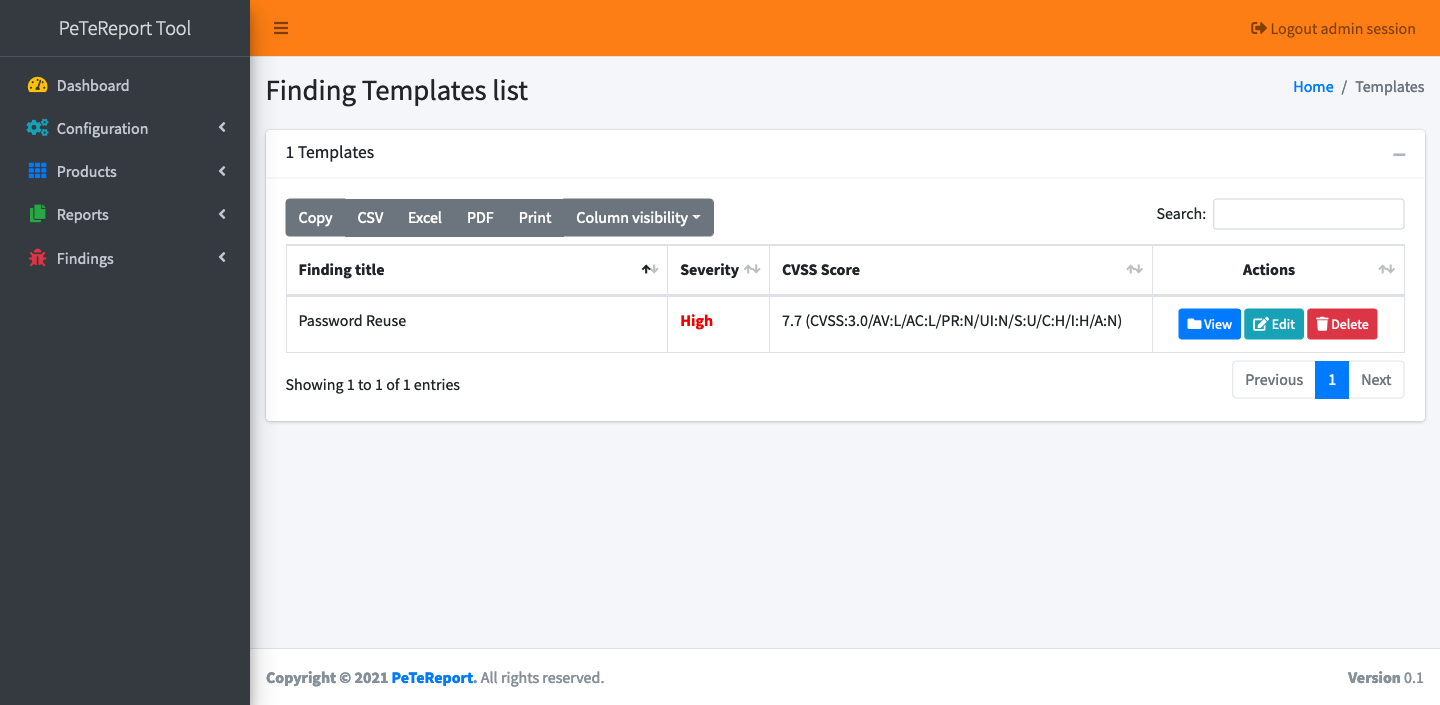 PeTeReport Tool
Logout admin session
Dashboard
Configuration
Products
Reports
Findings
Finding Templates list
Home / Templates
1 Templates
Copy CSV Excel PDF Print Column visibility
Search:
Finding title Severity CVSS Score Actions
Password Reuse High 7.7 (CVSS:3.0/AV:L/AC:L/PR:N/UI:N/S:U/C:H/I:H/A:N) View Edit Delete
Showing 1 to 1 of 1 entries
Previous 1 Next
Copyright © 2021 PeTeReport. All rights reserved.
Version 0.1